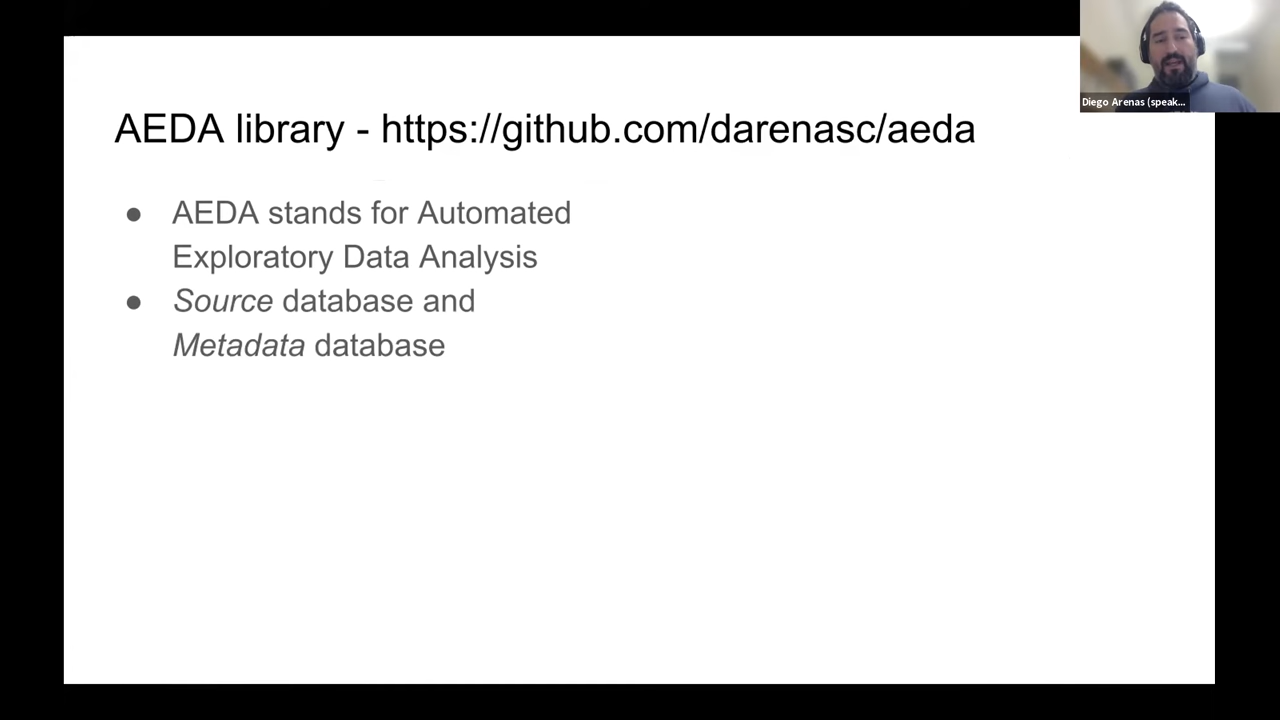 AEDA library - https://github.com/darenasc/aeda
● AEDA stands for Automated
Exploratory Data Analysis
● Source database and
Metadata database
Diego Arenas (speak...